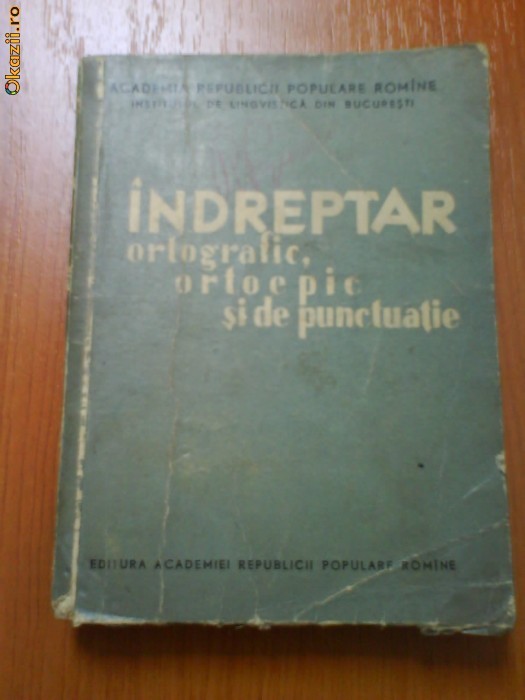 Okazii.ro
ACADEMIA REPUBLICII POPULARE ROMÎNE
INSTITUTUL DE LINGVISTICĂ DIN BUCUREȘTI
ÎNDREPTAR
ortografic,
ortoepic
și de punctuație
EDITURA ACADEMIEI REPUBLICII POPULARE ROMÎNE